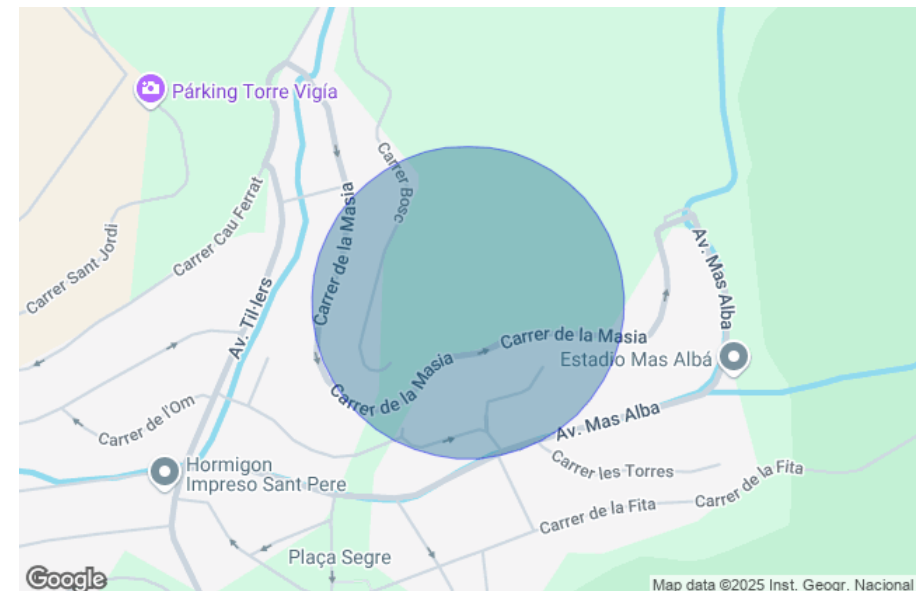 Párking Torre Vigía
Carrer Bosc
Carrer de la Masia
Carrer Cau Ferrat
Carrer Sant Jordi
Av. Til·lers
Av. Mas Alba
Carrer de la Masia
Estadio Mas Albá
Carrer de la Masia
Carrer de l'Om
Av. Mas Alba
Hormigon
Impreso Sant Pere
Carrer les Torres
Carrer de la Fita
Carrer de la Fita
Plaça Segre
Google
Map data ©2025 Inst. Geogr. Nacional